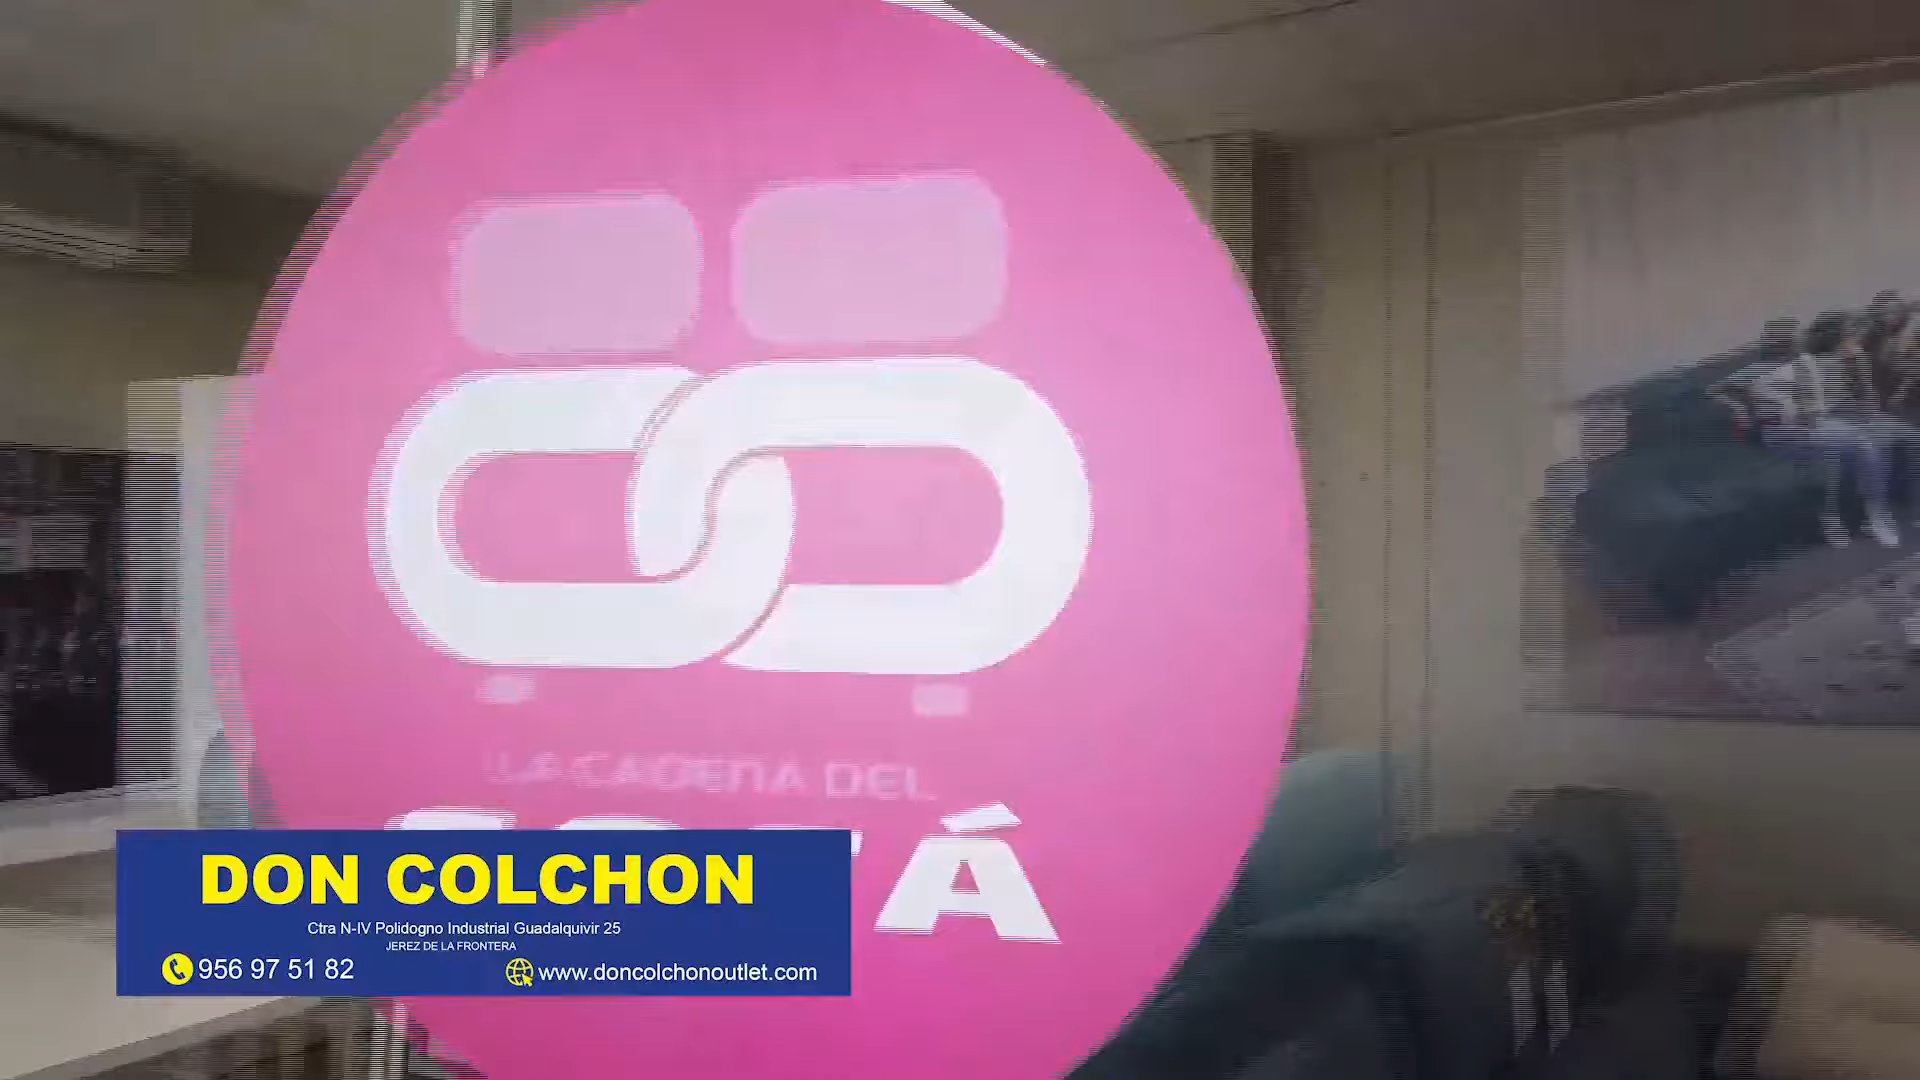 LA CADENA DEL
DON COLCHON
Ctra N-IV Polidogno Industrial Guadalquivir 25
JEREZ DE LA FRONTERA
956 97 51 82
www.doncolchonoutlet.com